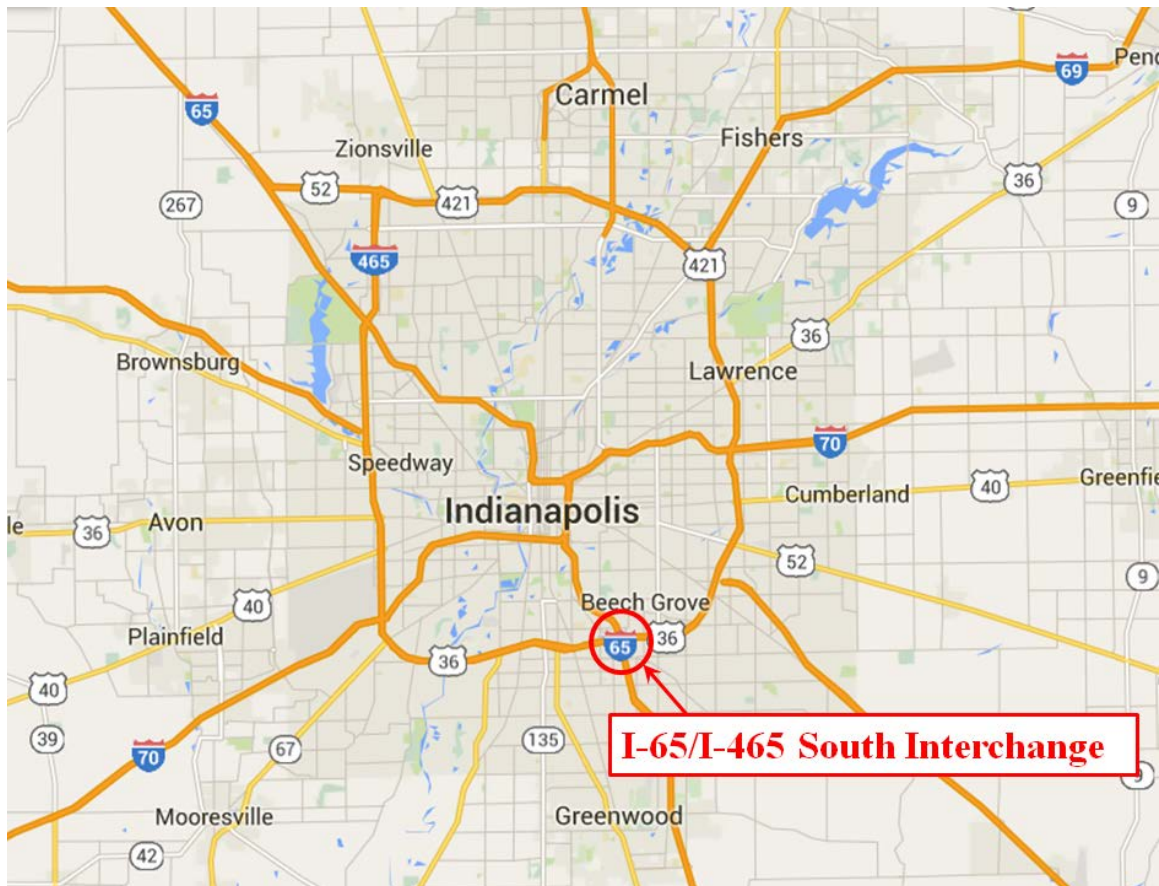 Carmel
69
Pend
65
Fishers
Zionsville
52
421
36
267
9
465
421
36
Brownsburg
Lawrence
70
Speedway
Greenfie
Cumberland
40
Indianapolis
le
36
Avon
52
9
40
Beech Grove
Plainfield
65
36
36
40
39
70
67
135
I-65/I-465 South Interchange
9
Mooresville
Greenwood
42